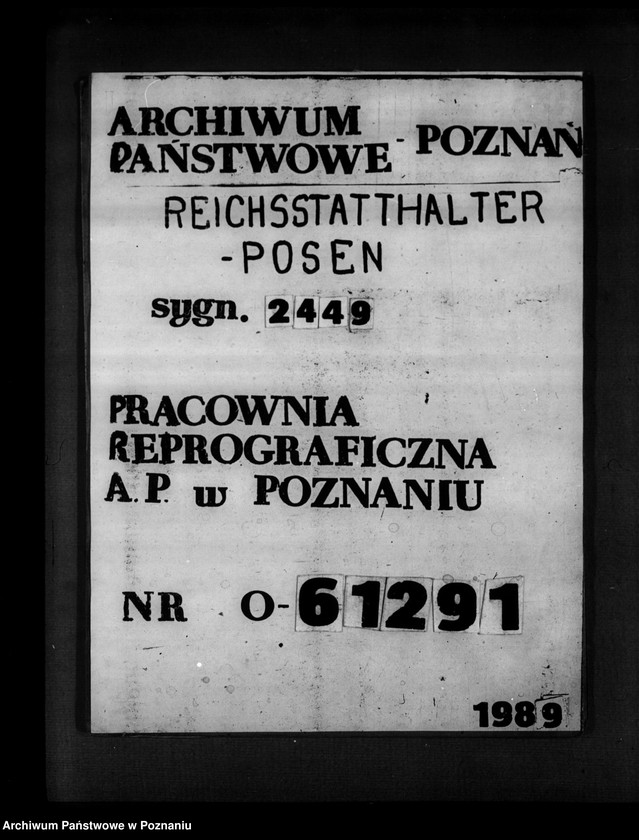 ARCHIWUM
PAŃSTWOWE - POZNAŃ
REICHSSTATTHALTER
-POSEN
sygn. 2449
PRACOWNIA
REPROGRAFICZNA
A.P. w POZNANIU
NR O-61291
1989
Archiwum Państwowe w Poznaniu